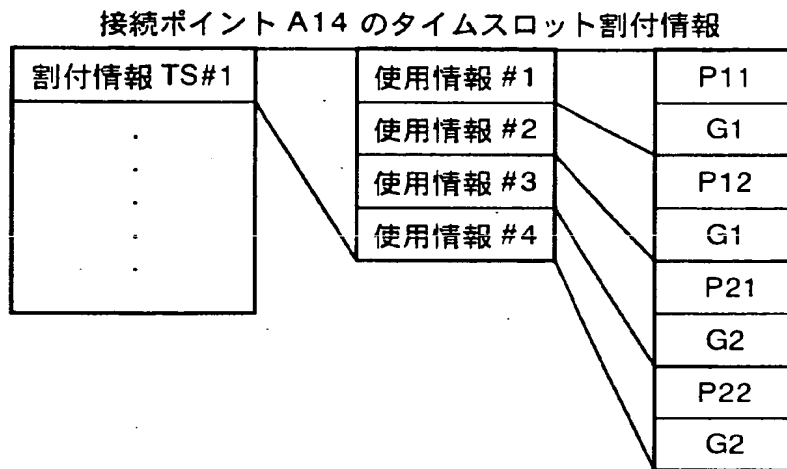 接続ポイント A14 のタイムスロット割付情報
割付情報 TS#1
使用情報 #1
使用情報 #2
使用情報 #3
使用情報 #4
P11
G1
P12
G1
P21
G2
P22
G2